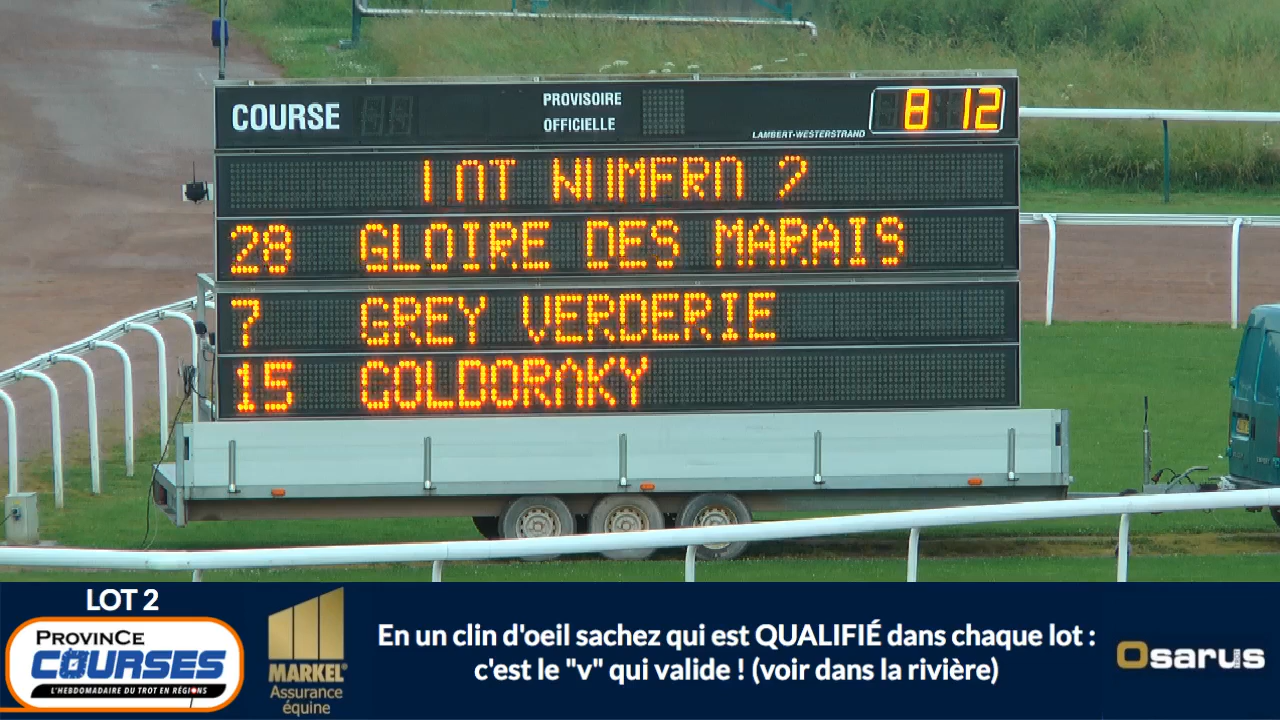 COURSE
PROVISOIRE
OFFICIELLE
LAMBERT-WESTERSTRAND
8 12
LOT NUMERO 2
28 GLOIRE DES MARAIS
7 GREY VERDERIE
15 GOLDORAKY
LOT 2
PROVINCE
COURSES
L'HEBDOMADAIRE DU TROT EN RÉGIONS
MARKEL®
Assurance
équine
En un clin d'oeil sachez qui est QUALIFIÉ dans chaque lot :
c'est le "v" qui valide ! (voir dans la rivière)
Osarus